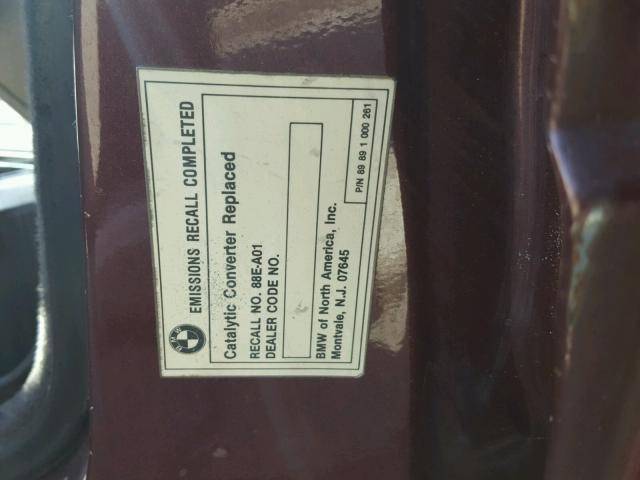 BMW
EMISSIONS RECALL COMPLETED
Catalytic Converter Replaced
RECALL NO. 88E-A01
DEALER CODE NO.
BMW of North America, Inc.
Montvale, N.J. 07645
P/N 89 89 1 000 261